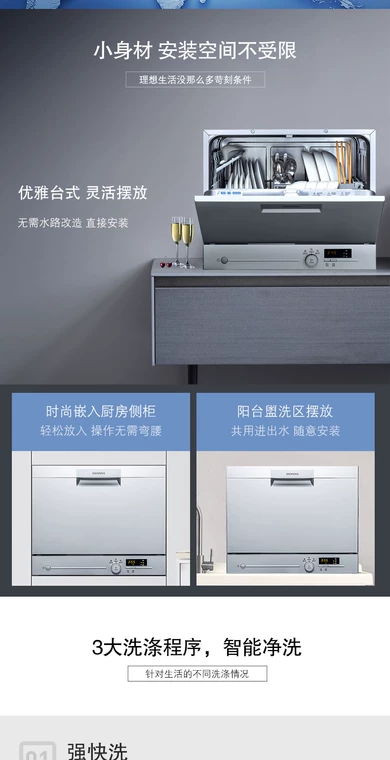 小身材 安装空间不受限
理想生活没那么多苛刻条件
优雅台式 灵活摆放
无需水路改造 直接安装
时尚嵌入厨房侧柜
轻松放入 操作无需弯腰
阳台盥洗区摆放
共用进出水 随意安装
3大洗涤程序，智能净洗
针对生活的不同洗涤情况
01
强快洗